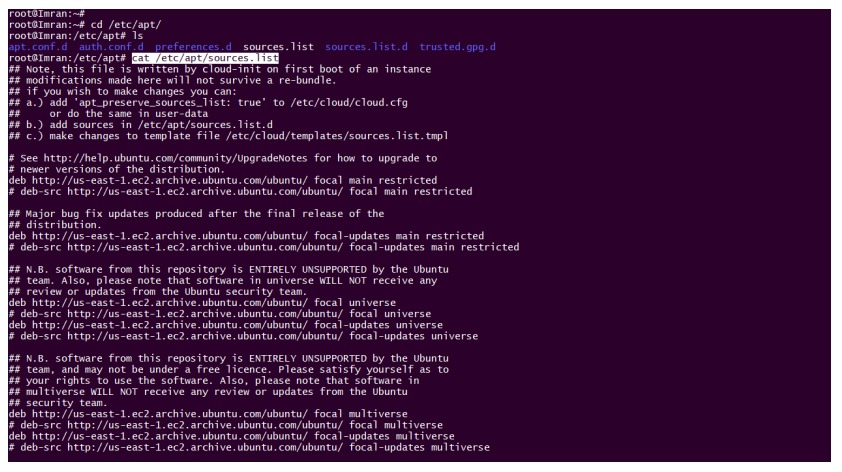 root@Imran:~#
root@Imran:~# cd /etc/apt/
root@Imran:/etc/apt# ls
apt.conf.d  auth.conf.d  preferences.d  sources.list  sources.list.d  trusted.gpg.d
root@Imran:/etc/apt# cat /etc/apt/sources.list
## Note, this file is written by cloud-init on first boot of an instance
## modifications made here will not survive a re-bundle.
## if you wish to make changes you can:
## a.) add 'apt_preserve_sources_list: true' to /etc/cloud/cloud.cfg
##     or do the same in user-data
## b.) add sources in /etc/apt/sources.list.d
## c.) make changes to template file /etc/cloud/templates/sources.list.tmpl
# See http://help.ubuntu.com/community/UpgradeNotes for how to upgrade to
# newer versions of the distribution.
deb http://us-east-1.ec2.archive.ubuntu.com/ubuntu/ focal main restricted
# deb-src http://us-east-1.ec2.archive.ubuntu.com/ubuntu/ focal main restricted
## Major bug fix updates produced after the final release of the
## distribution.
deb http://us-east-1.ec2.archive.ubuntu.com/ubuntu/ focal-updates main restricted
# deb-src http://us-east-1.ec2.archive.ubuntu.com/ubuntu/ focal-updates main restricted
## N.B. software from this repository is ENTIRELY UNSUPPORTED by the Ubuntu
## team. Also, please note that software in universe WILL NOT receive any
## review or updates from the Ubuntu security team.
deb http://us-east-1.ec2.archive.ubuntu.com/ubuntu/ focal universe
# deb-src http://us-east-1.ec2.archive.ubuntu.com/ubuntu/ focal universe
deb http://us-east-1.ec2.archive.ubuntu.com/ubuntu/ focal-updates universe
# deb-src http://us-east-1.ec2.archive.ubuntu.com/ubuntu/ focal-updates universe
## N.B. software from this repository is ENTIRELY UNSUPPORTED by the Ubuntu
## team, and may not be under a free licence. Please satisfy yourself as to
## your rights to use the software. Also, please note that software in
## multiverse WILL NOT receive any review or updates from the Ubuntu
## security team.
deb http://us-east-1.ec2.archive.ubuntu.com/ubuntu/ focal multiverse
# deb-src http://us-east-1.ec2.archive.ubuntu.com/ubuntu/ focal multiverse
deb http://us-east-1.ec2.archive.ubuntu.com/ubuntu/ focal-updates multiverse
# deb-src http://us-east-1.ec2.archive.ubuntu.com/ubuntu/ focal-updates multiverse